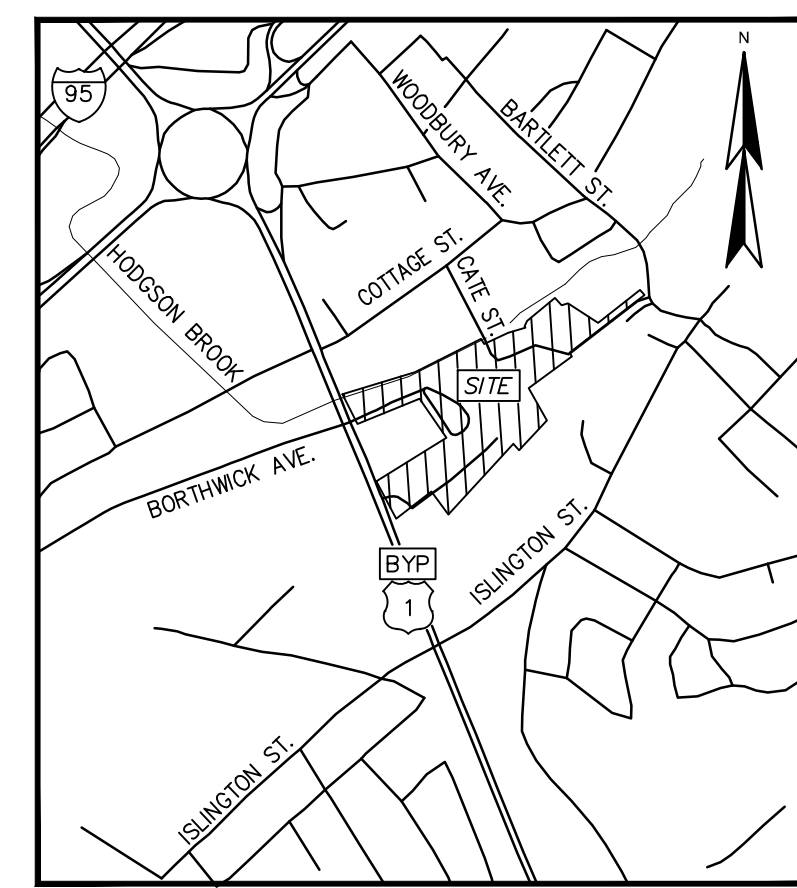 N
95
WOODBURY AVE.
BARTLETT ST.
COTTAGE ST.
CATE ST.
HODGSON BROOK
SITE
BORTHWICK AVE.
ISLINGTON ST.
BYP
1
ISLINGTON ST.